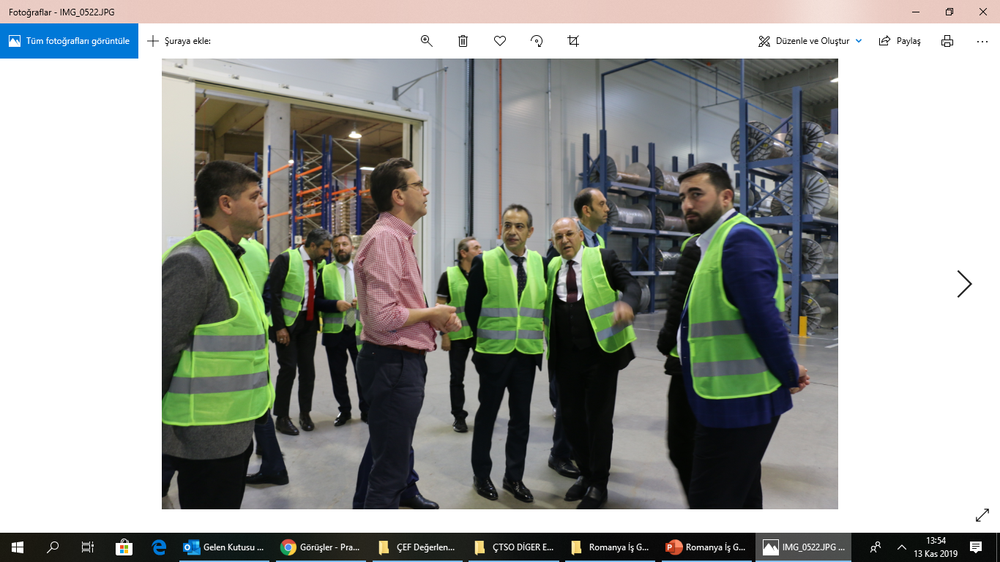 Fotoğraflar - IMG_0522.JPG
Tüm fotoğrafları görüntüle
Şuraya ekle:
Düzenle ve Oluştur
Paylaş
Gelen Kutusu ...
Görüşler - Pra...
ÇEF Değerlen...
ÇTSO DİGER E...
Romanya İş G...
Romanya İş G...
IMG_0522.JPG ...
13:54
13 Kas 2019